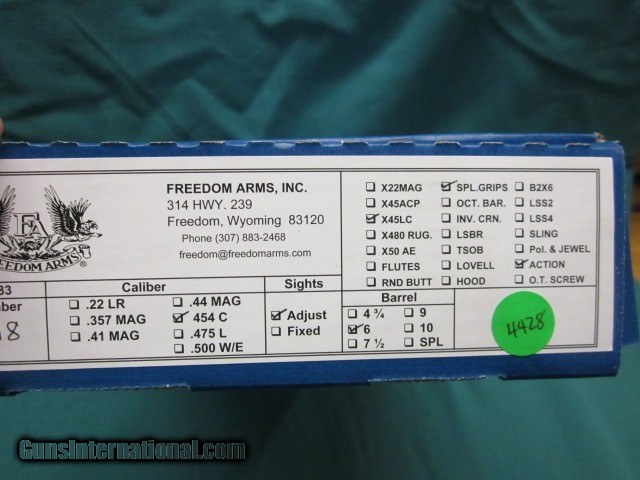 FREEDOM ARMS, INC.
314 HWY. 239
Freedom, Wyoming 83120
Phone (307) 883-2468
freedom@freedomarms.com
FA
FREEDOM ARMS
®
X22MAG
X45ACP
X45LC
X480 RUG.
X50 AE
FLUTES
RND BUTT
SPL.GRIPS
OCT. BAR.
INV. CRN.
LSBR
TSOB
LOVELL
HOOD
B2X6
LSS2
LSS4
SLING
Pol. & JEWEL
ACTION
O.T. SCREW
83
Caliber
.22 LR
.357 MAG
.41 MAG
.44 MAG
454 C
.475 L
.500 W/E
Sights
Adjust
Fixed
Barrel
4 ¾
6
7 ½
9
10
SPL
4428
GunsInternational.com